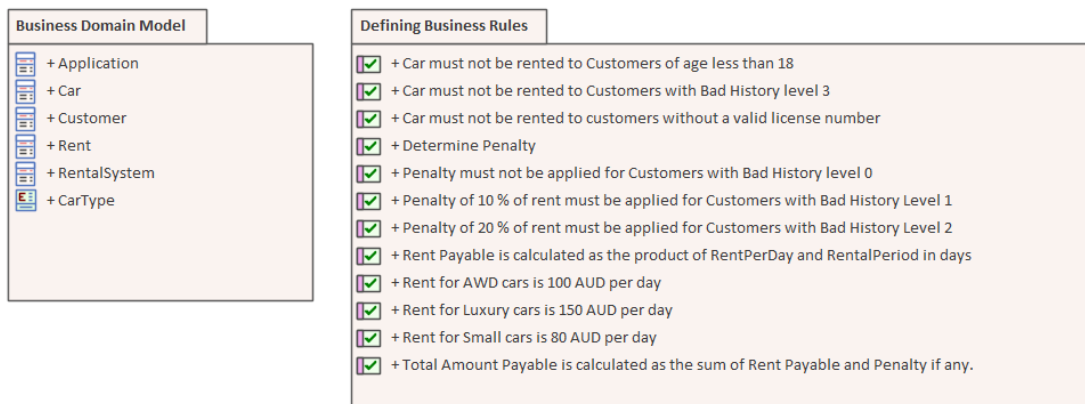 Business Domain Model
+ Application
+ Car
+ Customer
+ Rent
+ RentalSystem
+ CarType
Defining Business Rules
+ Car must not be rented to Customers of age less than 18
+ Car must not be rented to Customers with Bad History level 3
+ Car must not be rented to customers without a valid license number
+ Determine Penalty
+ Penalty must not be applied for Customers with Bad History level 0
+ Penalty of 10 % of rent must be applied for Customers with Bad History Level 1
+ Penalty of 20 % of rent must be applied for Customers with Bad History Level 2
+ Rent Payable is calculated as the product of RentPerDay and RentalPeriod in days
+ Rent for AWD cars is 100 AUD per day
+ Rent for Luxury cars is 150 AUD per day
+ Rent for Small cars is 80 AUD per day
+ Total Amount Payable is calculated as the sum of Rent Payable and Penalty if any.